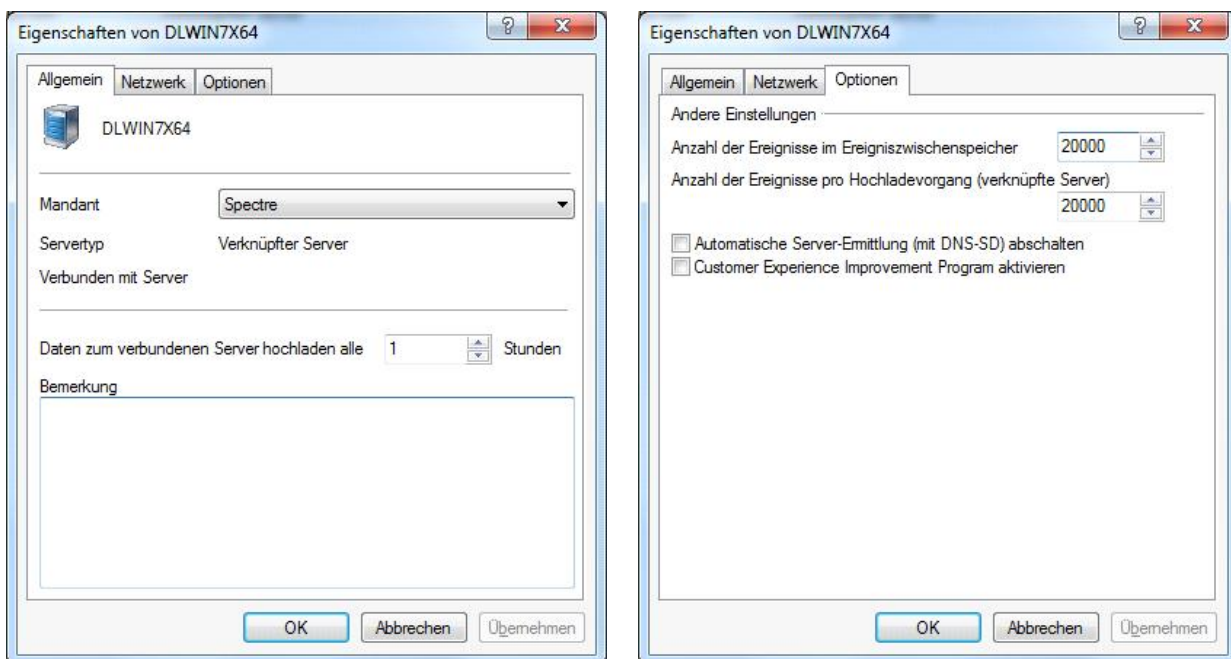 Eigenschaften von DLWIN7X64
Allgemein Netzwerk Optionen
DLWIN7X64
Mandant Spectre
Servertyp Verknüpfter Server
Verbunden mit Server
Daten zum verbundenen Server hochladen alle 1 Stunden
Bemerkung
OK Abbrechen Übernehmen
Eigenschaften von DLWIN7X64
Allgemein Netzwerk Optionen
Andere Einstellungen
Anzahl der Ereignisse im Ereigniszwischenspeicher 20000
Anzahl der Ereignisse pro Hochladevorgang (verknüpfte Server)
20000
Automatische Server-Ermittlung (mit DNS-SD) abschalten
Customer Experience Improvement Program aktivieren
OK Abbrechen Übernehmen